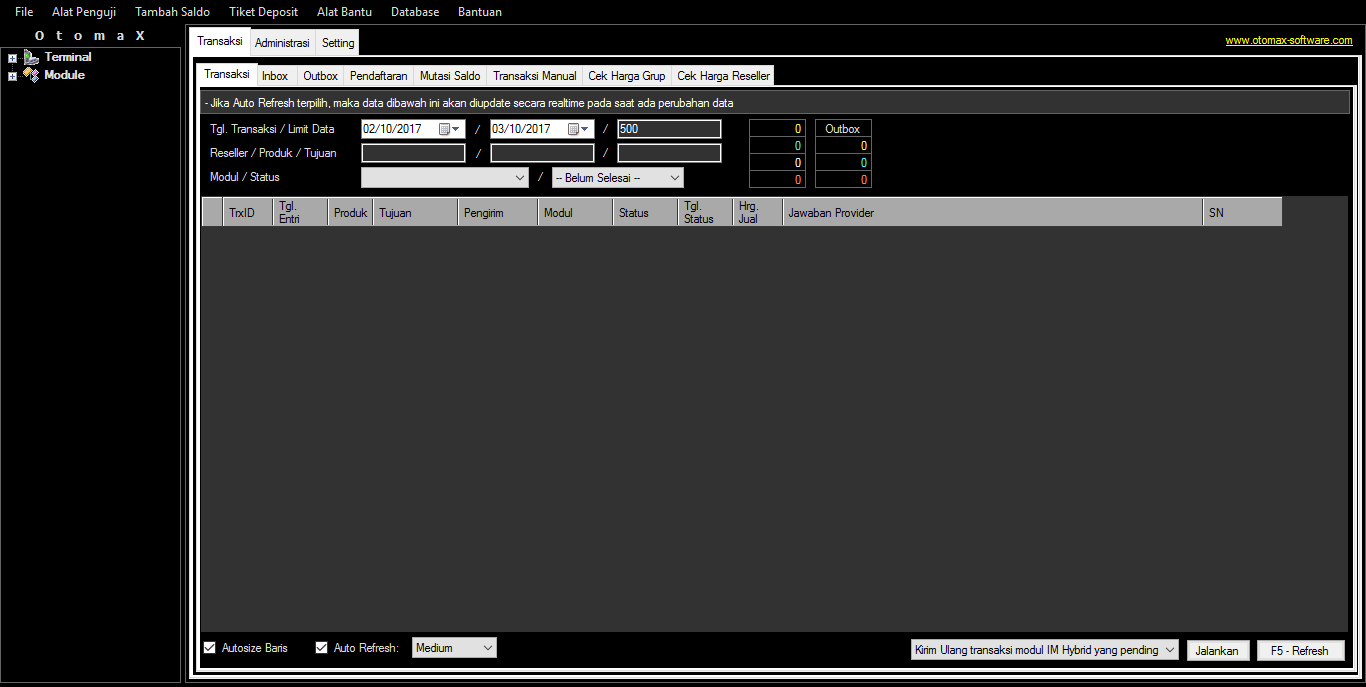 File Alat Penguji Tambah Saldo Tiket Deposit Alat Bantu Database Bantuan
O t o m a X
Terminal
Module
Transaksi Administrasi Setting
www.otomax-software.com
Transaksi Inbox Outbox Pendaftaran Mutasi Saldo Transaksi Manual Cek Harga Grup Cek Harga Reseller
- Jika Auto Refresh terpilih, maka data dibawah ini akan diupdate secara realtime pada saat ada perubahan data
Tgl. Transaksi / Limit Data 02/10/2017 / 03/10/2017 / 500 0 Outbox
0 0
Reseller / Produk / Tujuan / /
0 0
Modul / Status / -- Belum Selesai --
0 0
TrxID Tgl. Entri Produk Tujuan Pengirim Modul Status Tgl. Status Hrg. Jual Jawaban Provider SN
Autosize Baris Auto Refresh: Medium Kirim Ulang transaksi modul IM Hybrid yang pending Jalankan F5 - Refresh